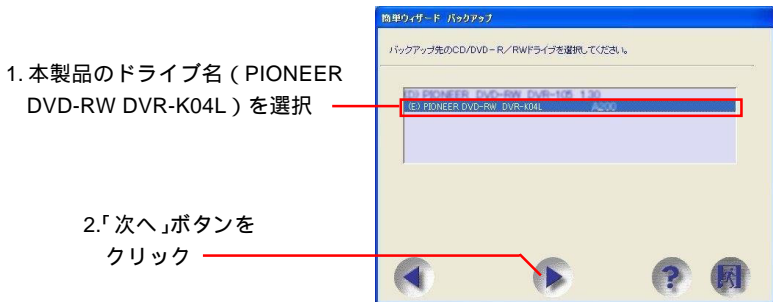 簡単ウィザード バックアップ
バックアップ先のCD/DVD-R/RWドライブを選択してください。
(D) PIONEER DVD-RW DVR-105 1.30
(E) PIONEER DVD-RW DVR-K04L A200
1. 本製品のドライブ名(PIONEER
DVD-RW DVR-K04L)を選択
2.「次へ」ボタンを
クリック
?